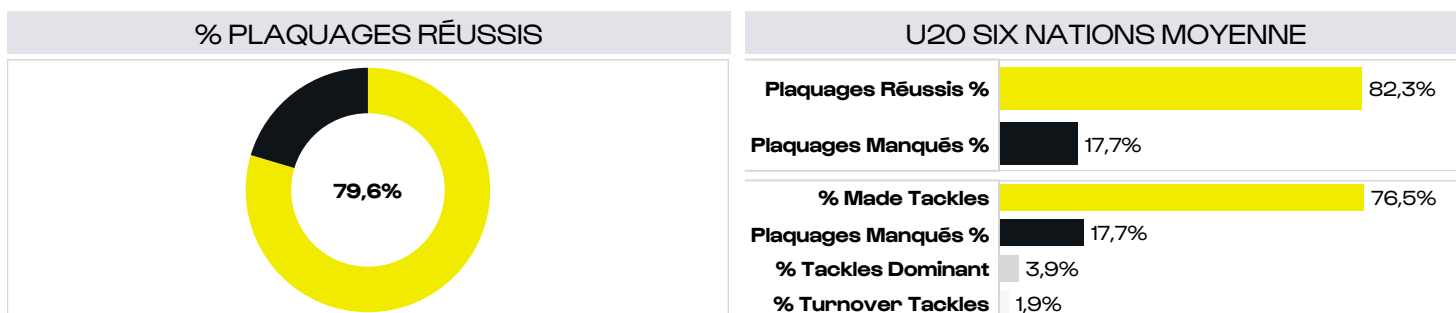 % PLAQUAGES RÉUSSIS
79,6%
U20 SIX NATIONS MOYENNE
Plaquages Réussis % 82,3%
Plaquages Manqués % 17,7%
% Made Tackles 76,5%
Plaquages Manqués % 17,7%
% Tackles Dominant 3,9%
% Turnover Tackles 1,9%